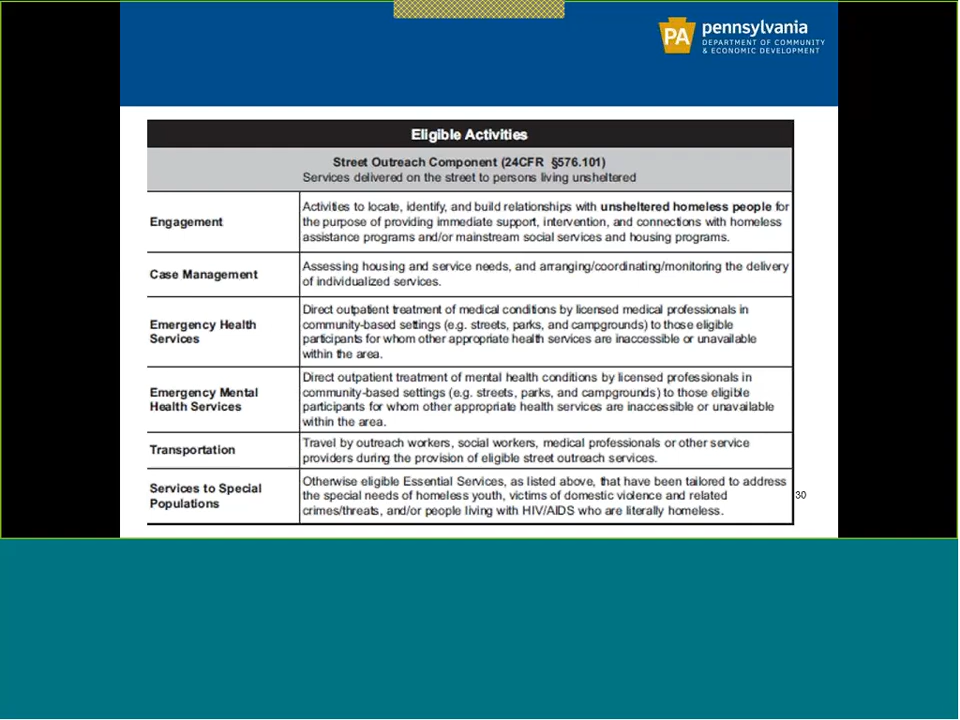 PA
pennsylvania
DEPARTMENT OF COMMUNITY
& ECONOMIC DEVELOPMENT
Eligible Activities
Street Outreach Component (24CFR §576.101)
Services delivered on the street to persons living unsheltered
Engagement
Activities to locate, identify, and build relationships with unsheltered homeless people for
the purpose of providing immediate support, intervention, and connections with homeless
assistance programs and/or mainstream social services and housing programs.
Case Management
Assessing housing and service needs, and arranging/coordinating/monitoring the delivery
of individualized services.
Emergency Health
Services
Direct outpatient treatment of medical conditions by licensed medical professionals in
community-based settings (e.g. streets, parks, and campgrounds) to those eligible
participants for whom other appropriate health services are inaccessible or unavailable
within the area.
Emergency Mental
Health Services
Direct outpatient treatment of mental health conditions by licensed professionals in
community-based settings (e.g. streets, parks, and campgrounds) to those eligible
participants for whom other appropriate health services are inaccessible or unavailable
within the area.
Transportation
Travel by outreach workers, social workers, medical professionals or other service
providers during the provision of eligible street outreach services.
Services to Special
Populations
Otherwise eligible Essential Services, as listed above, that have been tailored to address
the special needs of homeless youth, victims of domestic violence and related
crimes/threats, and/or people living with HIV/AIDS who are literally homeless.
30